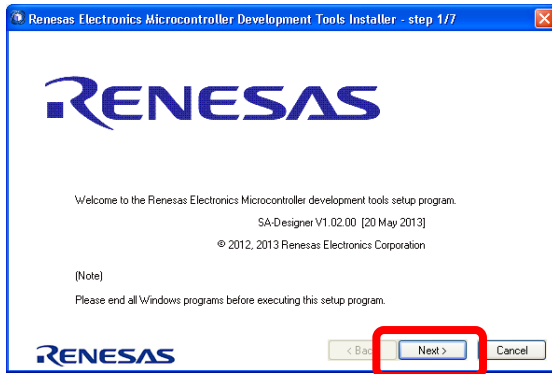 Renesas Electronics Microcontroller Development Tools Installer - step 1/7
RENESAS
Welcome to the Renesas Electronics Microcontroller development tools setup program.
SA-Designer V1.02.00 [20 May 2013]
© 2012, 2013 Renesas Electronics Corporation
(Note)
Please end all Windows programs before executing this setup program.
RENESAS
< Bac
Next >
Cancel